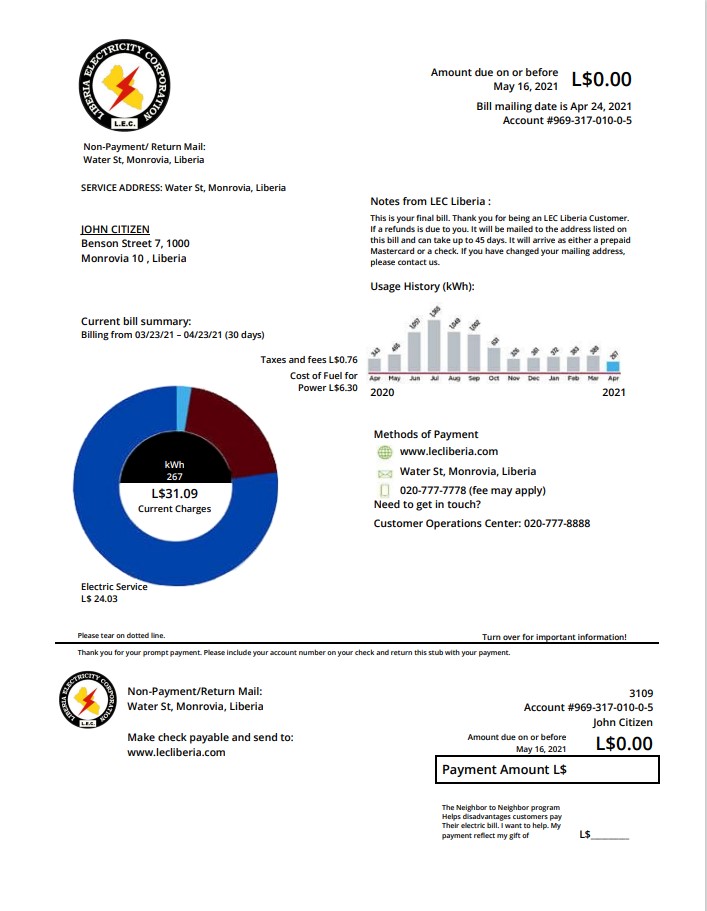 LIBERIA ELECTRICITY CORPORATION
L.E.C.
Amount due on or before
May 16, 2021
L$0.00
Bill mailing date is Apr 24, 2021
Account #969-317-010-0-5
Non-Payment/ Return Mail:
Water St, Monrovia, Liberia
SERVICE ADDRESS: Water St, Monrovia, Liberia
JOHN CITIZEN
Benson Street 7, 1000
Monrovia 10 , Liberia
Notes from LEC Liberia :
This is your final bill. Thank you for being an LEC Liberia Customer.
If a refunds is due to you. It will be mailed to the address listed on
this bill and can take up to 45 days. It will arrive as either a prepaid
Mastercard or a check. If you have changed your mailing address,
please contact us.
Usage History (kWh):
Apr May Jun Jul Aug Sep Oct Nov Dec Jan Feb Mar Apr
2020 2021
Current bill summary:
Billing from 03/23/21 – 04/23/21 (30 days)
Taxes and fees L$0.76
Cost of Fuel for
Power L$6.30
kWh
267
L$31.09
Current Charges
Electric Service
L$ 24.03
Methods of Payment
www.lecliberia.com
Water St, Monrovia, Liberia
020-777-7778 (fee may apply)
Need to get in touch?
Customer Operations Center: 020-777-8888
Please tear on dotted line.
Turn over for important information!
Thank you for your prompt payment. Please include your account number on your check and return this stub with your payment.
LIBERIA ELECTRICITY CORPORATION
L.E.C.
Non-Payment/Return Mail:
Water St, Monrovia, Liberia
Make check payable and send to:
www.lecliberia.com
3109
Account #969-317-010-0-5
John Citizen
Amount due on or before
May 16, 2021
L$0.00
Payment Amount L$
The Neighbor to Neighbor program
Helps disadvantages customers pay
Their electric bill. I want to help. My
payment reflect my gift of
L$________